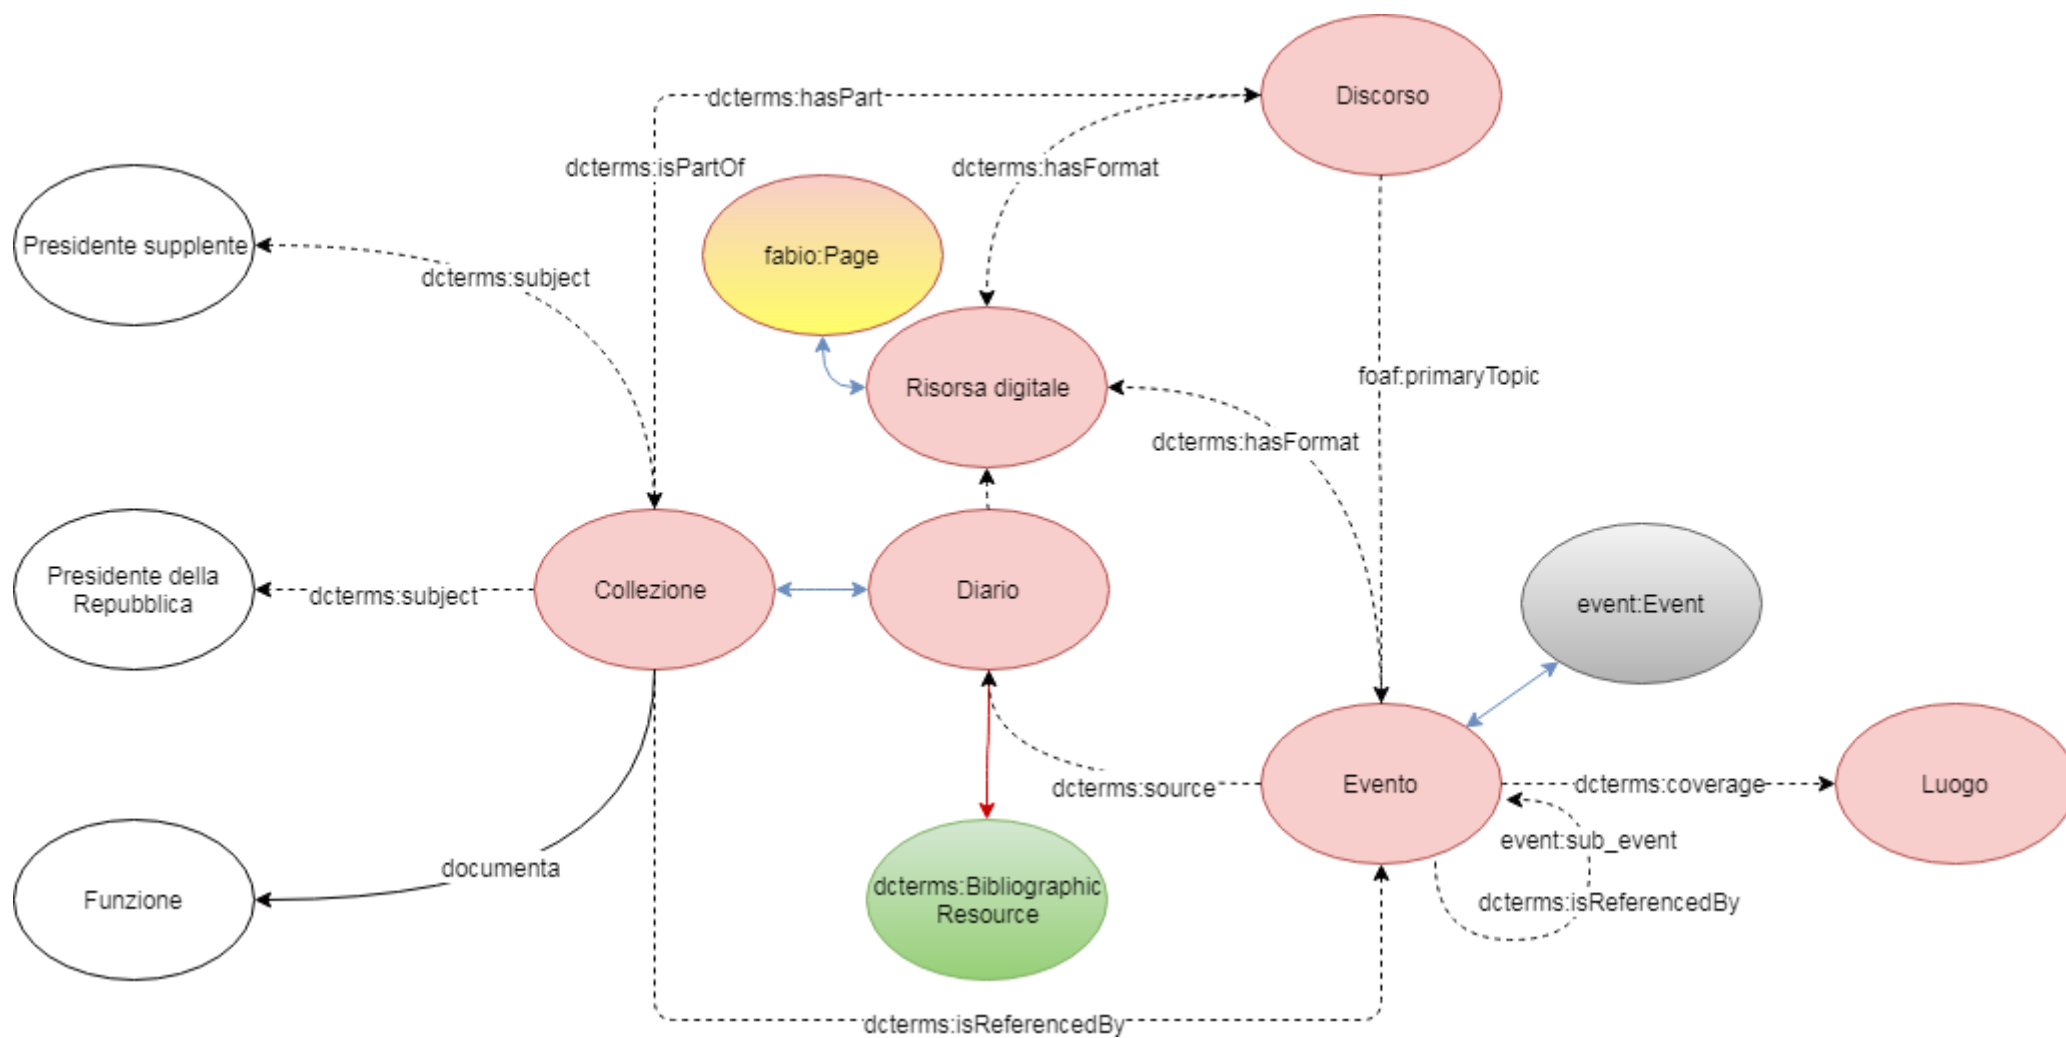 Discorso
dcterms:hasPart
dcterms:isPartOf
dcterms:hasFormat
Presidente supplente
fabio:Page
dcterms:subject
foaf:primaryTopic
Risorsa digitale
dcterms:hasFormat
Presidente della
Repubblica
dcterms:subject
Collezione
Diario
event:Event
dcterms:source
Evento
dcterms:coverage
Luogo
event:sub_event
documenta
Funzione
dcterms:Bibliographic
Resource
dcterms:isReferencedBy
dcterms:isReferencedBy